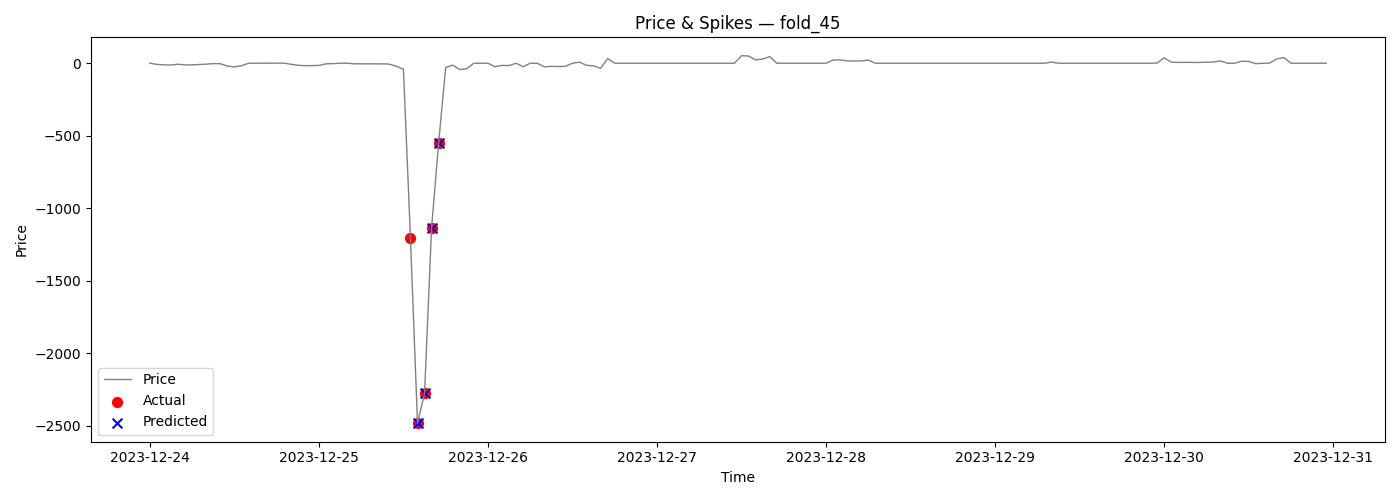 Price & Spikes — fold_45
Price
0
−500
−1000
−1500
−2000
−2500
Price
Actual
Predicted
2023-12-24
2023-12-25
2023-12-26
2023-12-27
2023-12-28
2023-12-29
2023-12-30
2023-12-31
Time